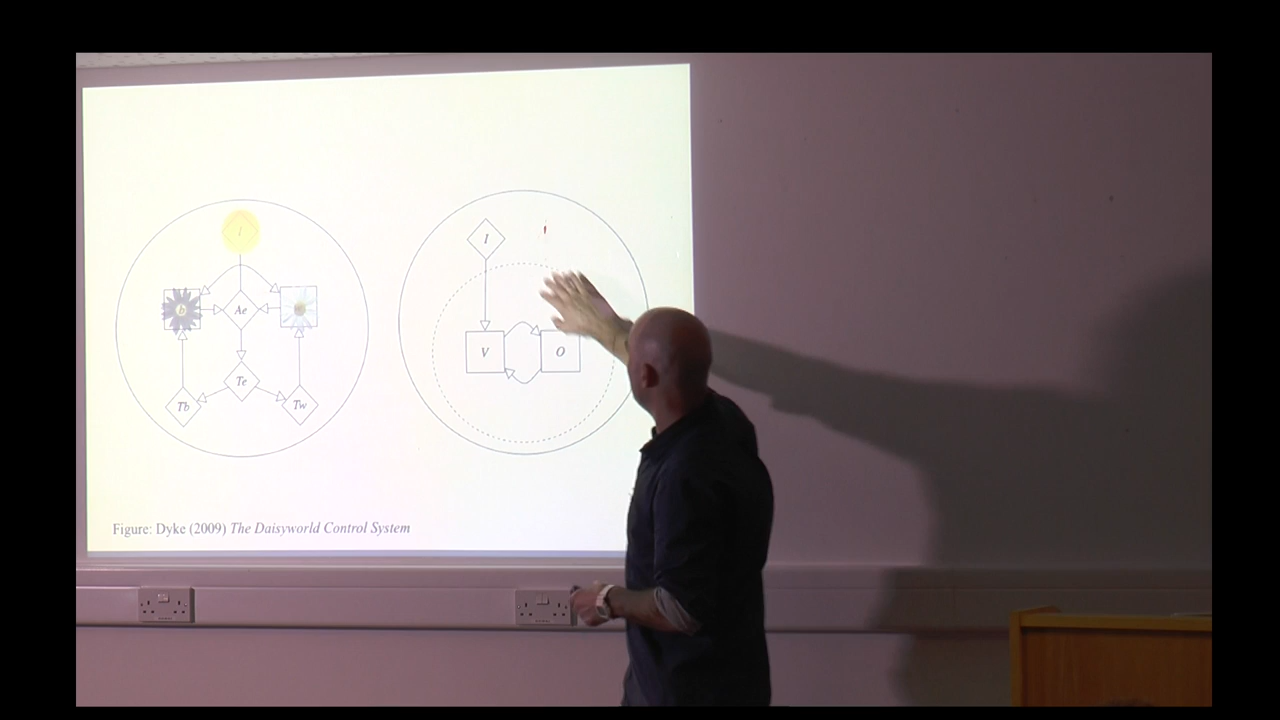 I
b
Ae
Te
Tb
Tw
I
V
O
Figure: Dyke (2009) The Daisyworld Control System